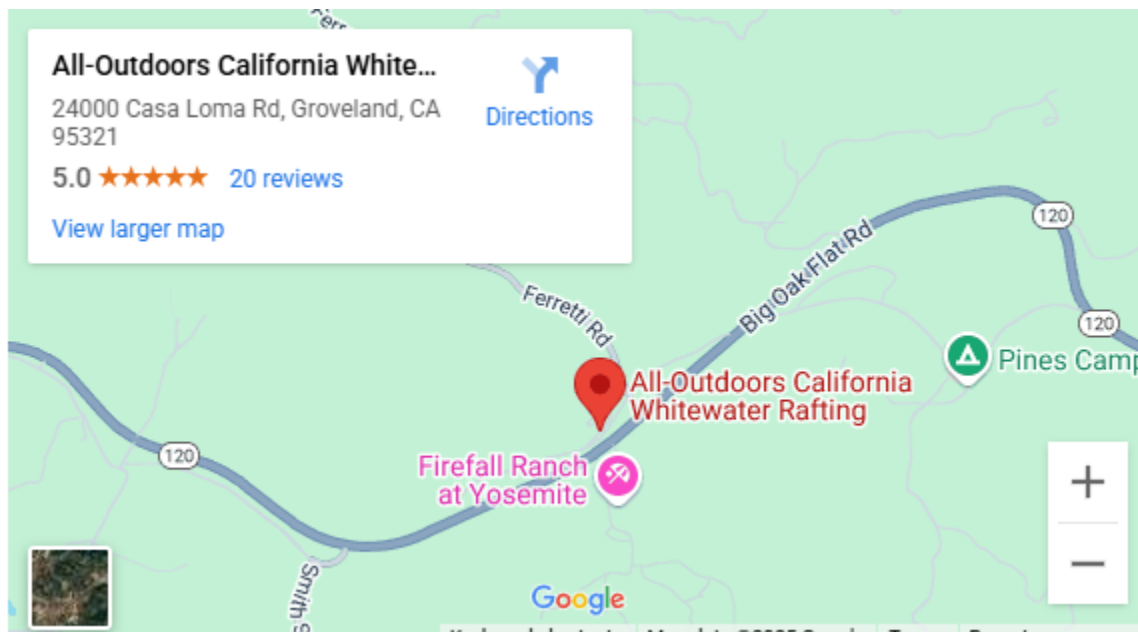 Ferr
All-Outdoors California White...
24000 Casa Loma Rd, Groveland, CA
95321
5.0
20 reviews
View larger map
Directions
120
Big Oak Flat Rd
Ferretti Rd
120
Pines Camp
All-Outdoors California
Whitewater Rafting
120
Firefall Ranch
at Yosemite
Smith S
Google